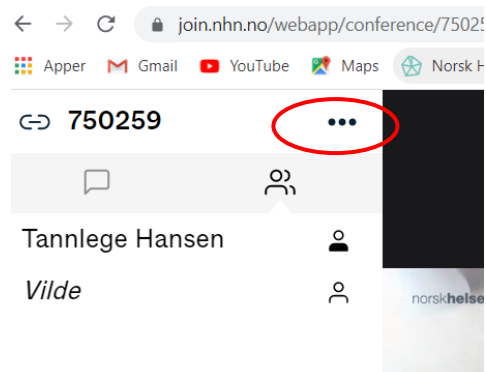 join.nhn.no/webapp/conference/75025
Apper Gmail YouTube Maps Norsk H
750259
Tannlege Hansen
Vilde
norskhelse